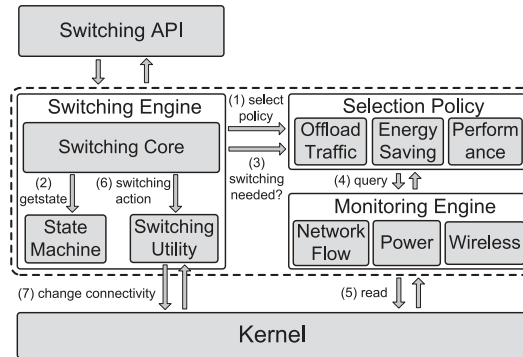 Switching API
Switching Engine
Switching Core
(2)
getstate
(6) switching
action
State
Machine
Switching
Utility
(1) select
policy
(3)
switching
needed?
Selection Policy
Offload
Traffic
Energy
Saving
Perform
ance
(4) query
Monitoring Engine
Network
Flow
Power
Wireless
(7) change connectivity
(5) read
Kernel